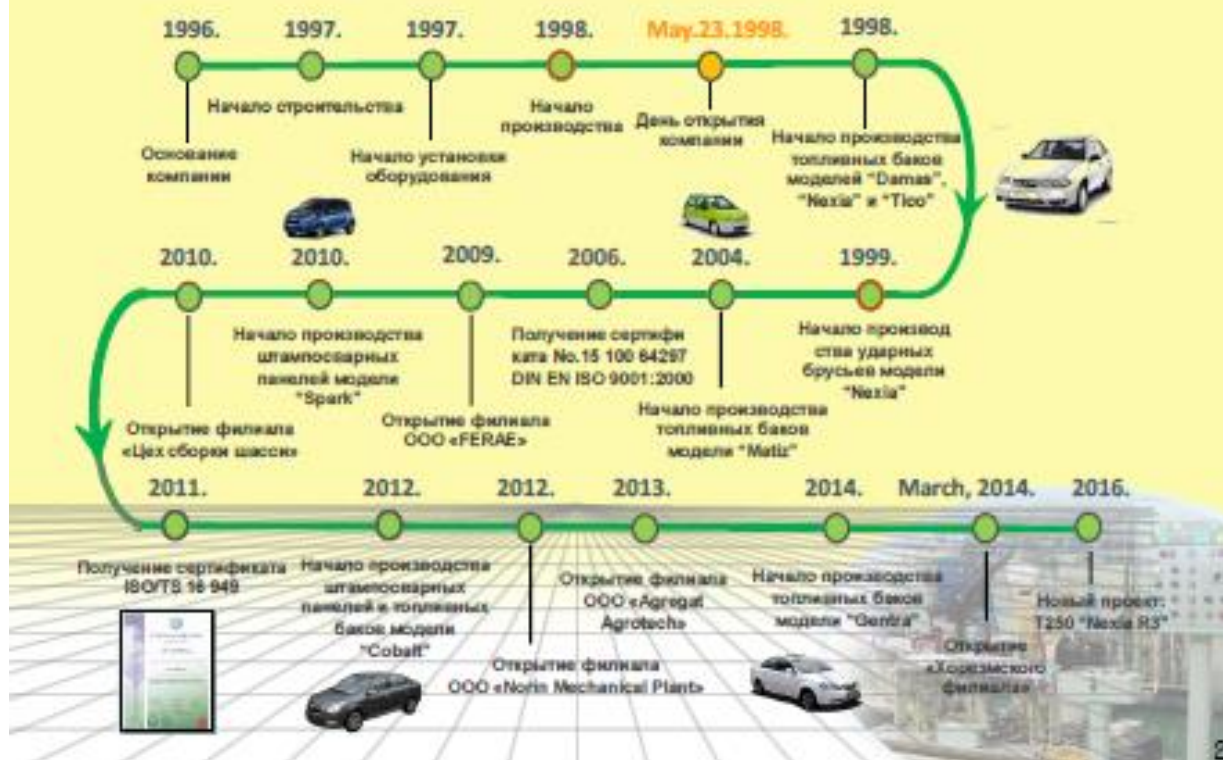 1996.
1997.
1997.
1998.
May.23.1998.
1998.
Основание
компании
Начало строительства
Начало установки
оборудования
Начало
производства
День открытия
компании
Начало производства
топливных баков
моделей "Damas",
"Nexia" и "Tico"
1999.
2004.
2006.
2009.
2010.
2010.
Начало производ
ства ударных
брусьев модели
"Nexia"
Начало производства
топливных баков
модели "Matiz"
Получение сертифи
ката No.15 100 64297
DIN EN ISO 9001:2000
Открытие филиала
ООО «FERAE»
Начало производства
штампосварных
панелей модели
"Spark"
Открытие филиала
«Цех сборки шасси»
2011.
2012.
2012.
2013.
2014.
March, 2014.
2016.
Получение сертификата
ISO/TS 16 949
Начало производства
штампосварных
панелей и топливных
баков модели
"Cobalt"
Открытие филиала
ООО «Norin Mechanical Plant»
Открытие филиала
ООО «Agregat
Agrotech»
Начало производства
топливных баков
модели "Gentra"
Открытие
«Хорезмского
филиала»
Новый проект:
T250 "Nexia R3"